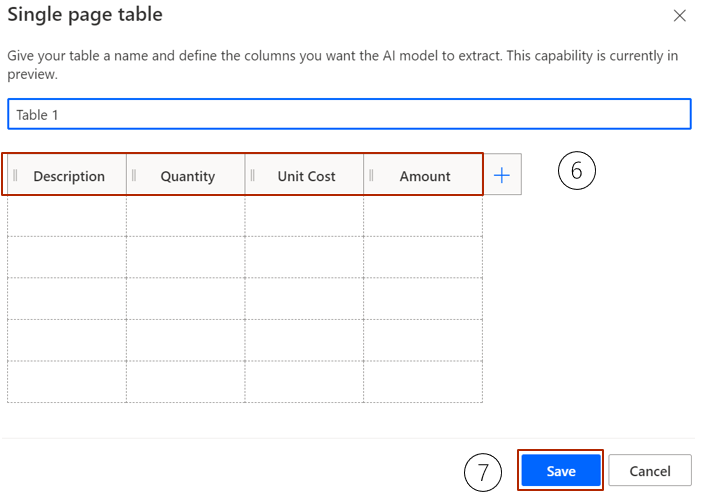 Single page table
Give your table a name and define the columns you want the AI model to extract. This capability is currently in
preview.
Table 1
Description Quantity Unit Cost Amount
6
7 Save Cancel